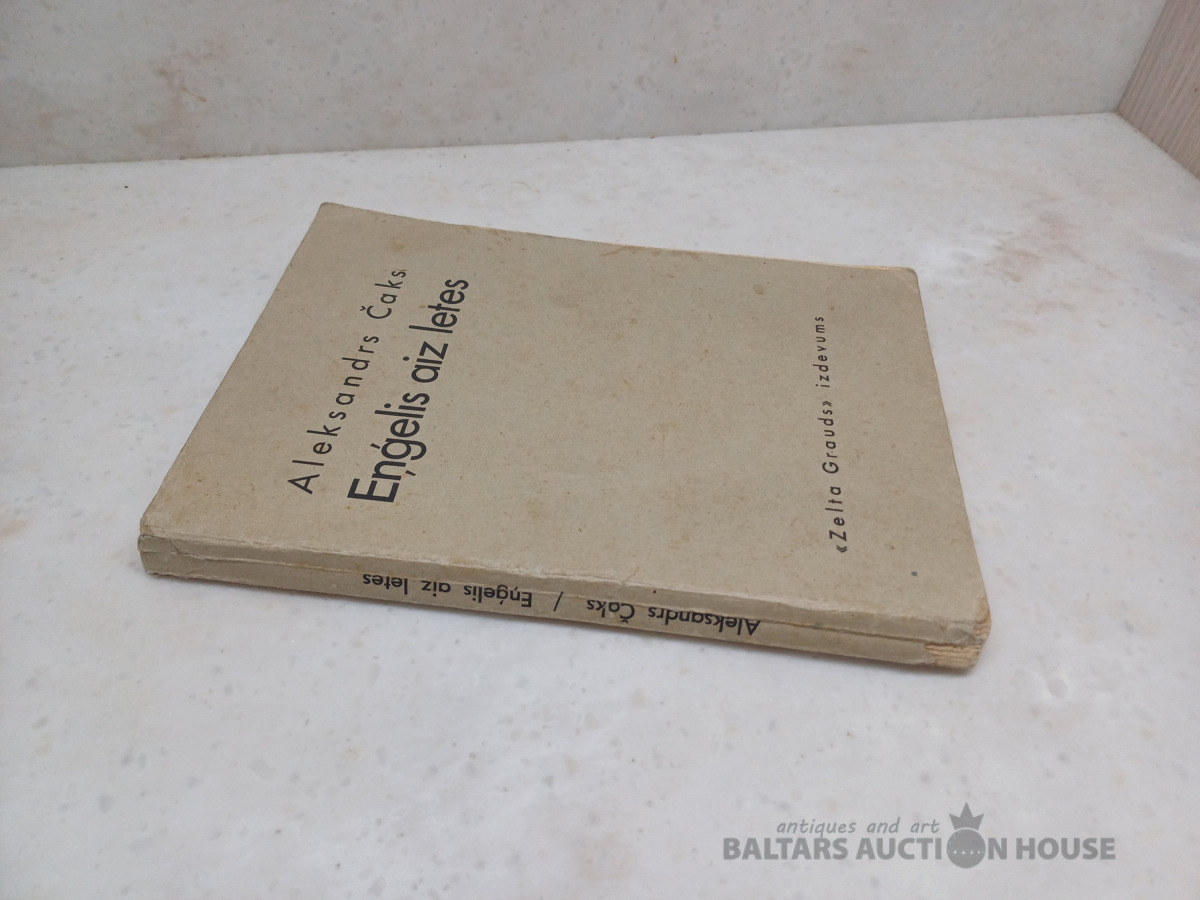 Aleksandrs Čaks
Eņģelis aiz letes
«Zelta Grauds» izdevums
Aleksandrs Čaks / Eņģelis aiz letes
antiques and art
BALTARS AUCTION HOUSE